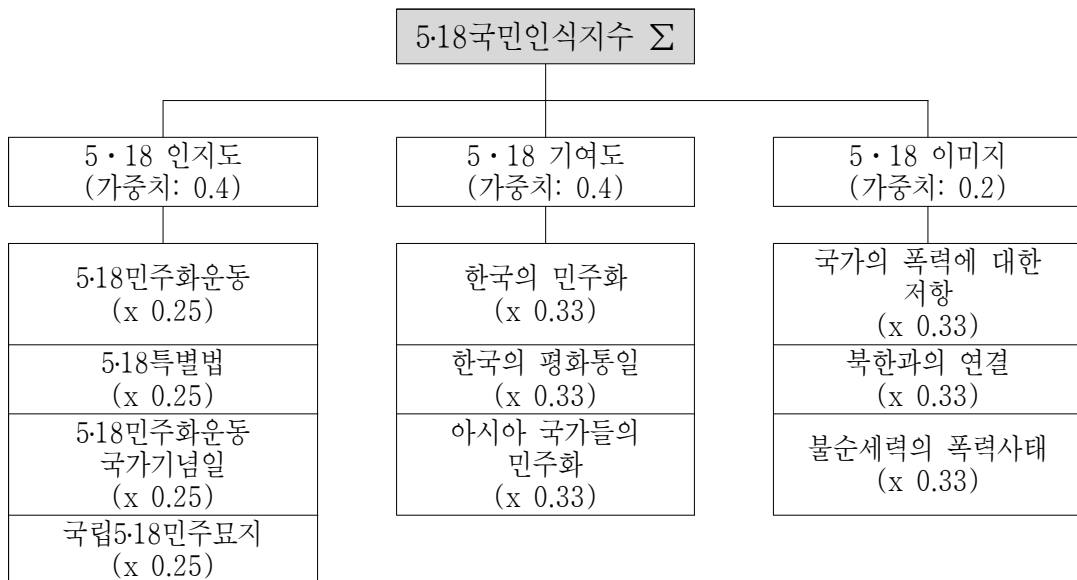 5·18국민인식지수 ∑
5·18 인지도
(가중치: 0.4)
5·18민주화운동
(x 0.25)
5·18특별법
(x 0.25)
5·18민주화운동
국가기념일
(x 0.25)
국립5·18민주묘지
(x 0.25)
5·18 기여도
(가중치: 0.4)
한국의 민주화
(x 0.33)
한국의 평화통일
(x 0.33)
아시아 국가들의
민주화
(x 0.33)
5·18 이미지
(가중치: 0.2)
국가의 폭력에 대한
저항
(x 0.33)
북한과의 연결
(x 0.33)
불순세력의 폭력사태
(x 0.33)